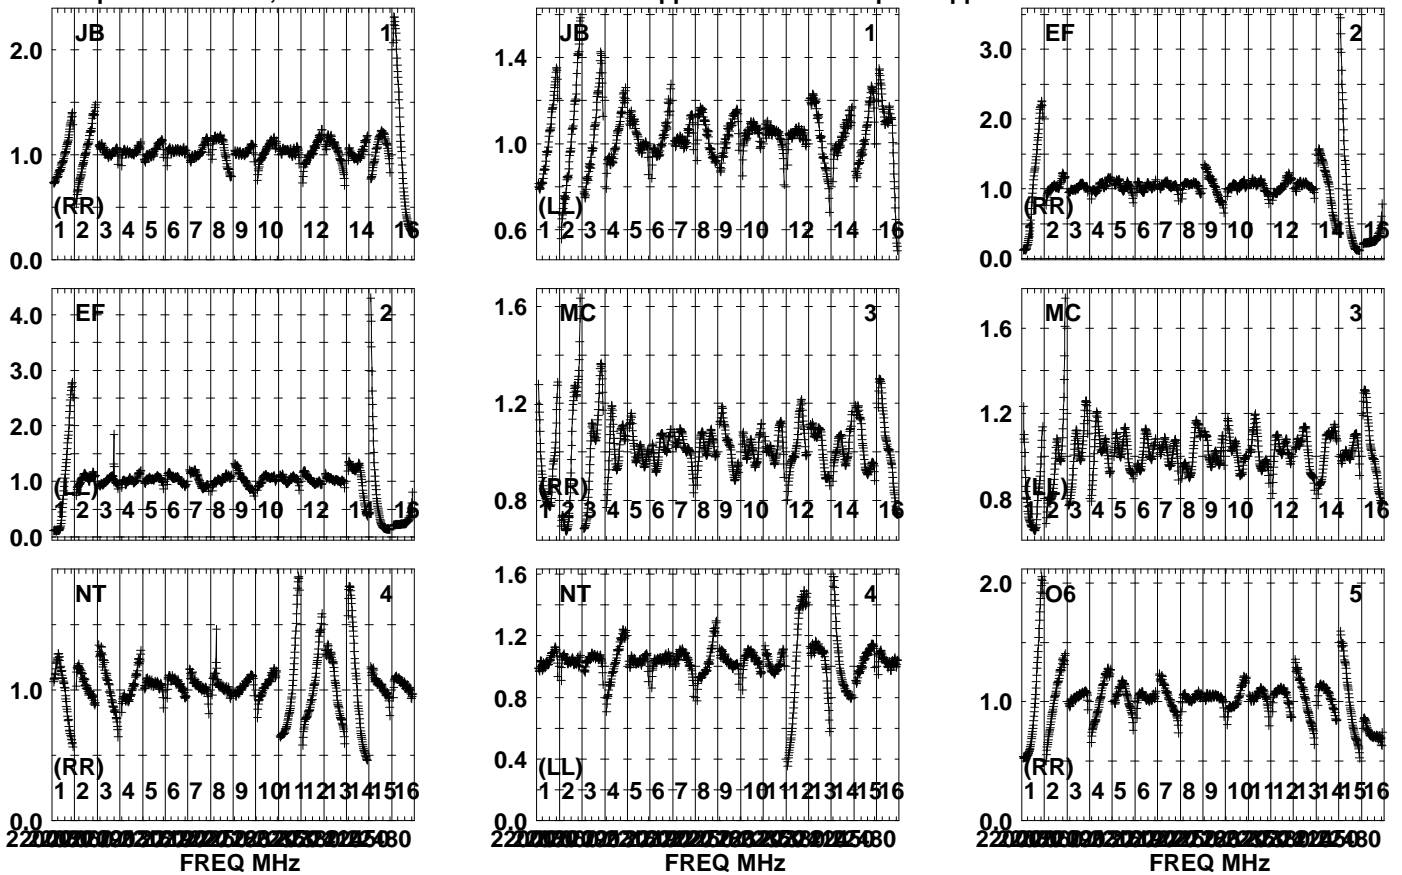 JB 1
2.0
1.0
(RR)
1 2 3 4 5 6 7 8 9 10 12 14 16
0.0
JB 1
1.4
1.0
(LL)
1 2 3 4 5 6 7 8 9 10 12 14 16
0.6
EF 2
3.0
2.0
1.0
(RR)
1 2 3 4 5 6 7 8 9 10 12 14 16
0.0
EF 2
4.0
3.0
2.0
1.0
(LL)
1 2 3 4 5 6 7 8 9 10 12 14 16
0.0
MC 3
1.6
1.2
0.8
(RR)
1 2 3 4 5 6 7 8 9 10 12 14 16
MC 3
1.6
1.2
0.8
(LL)
1 2 3 4 5 6 7 8 9 10 12 14 16
NT 4
1.0
(RR)
1 2 3 4 5 6 7 8 9 10 11 12 13 14 15 16
0.0
FREQ MHz
NT 4
1.6
1.2
0.8
0.4
(LL)
1 2 3 4 5 6 7 8 9 10 11 12 13 14 15 16
0.0
FREQ MHz
O6 5
2.0
1.0
(RR)
1 2 3 4 5 6 7 8 9 10 11 12 13 14 15 16
0.0
FREQ MHz